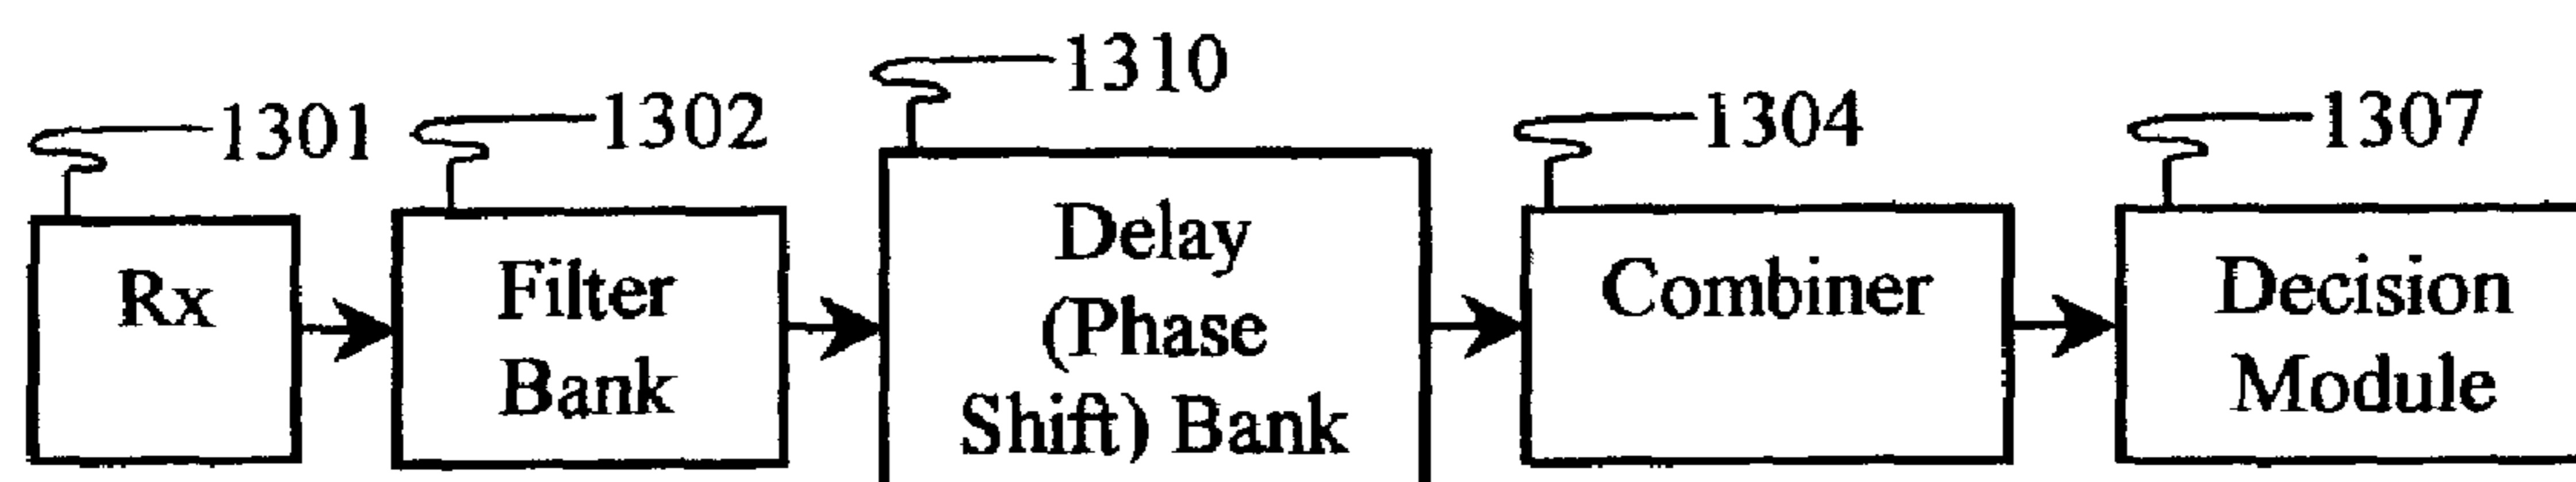 1301
1302
1310
1304
1307
Rx
Filter
Bank
Delay
(Phase
Shift) Bank
Combiner
Decision
Module